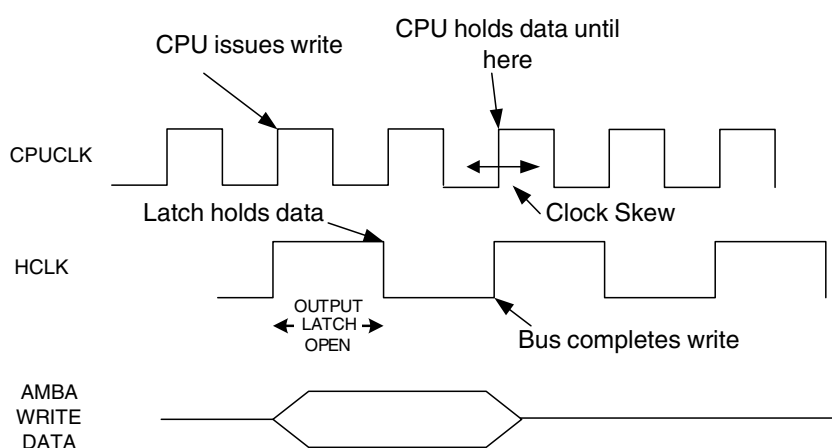 CPU issues write
CPU holds data until
here
CPUCLK
Latch holds data
Clock Skew
HCLK
OUTPUT
LATCH
OPEN
Bus completes write
AMBA
WRITE
DATA